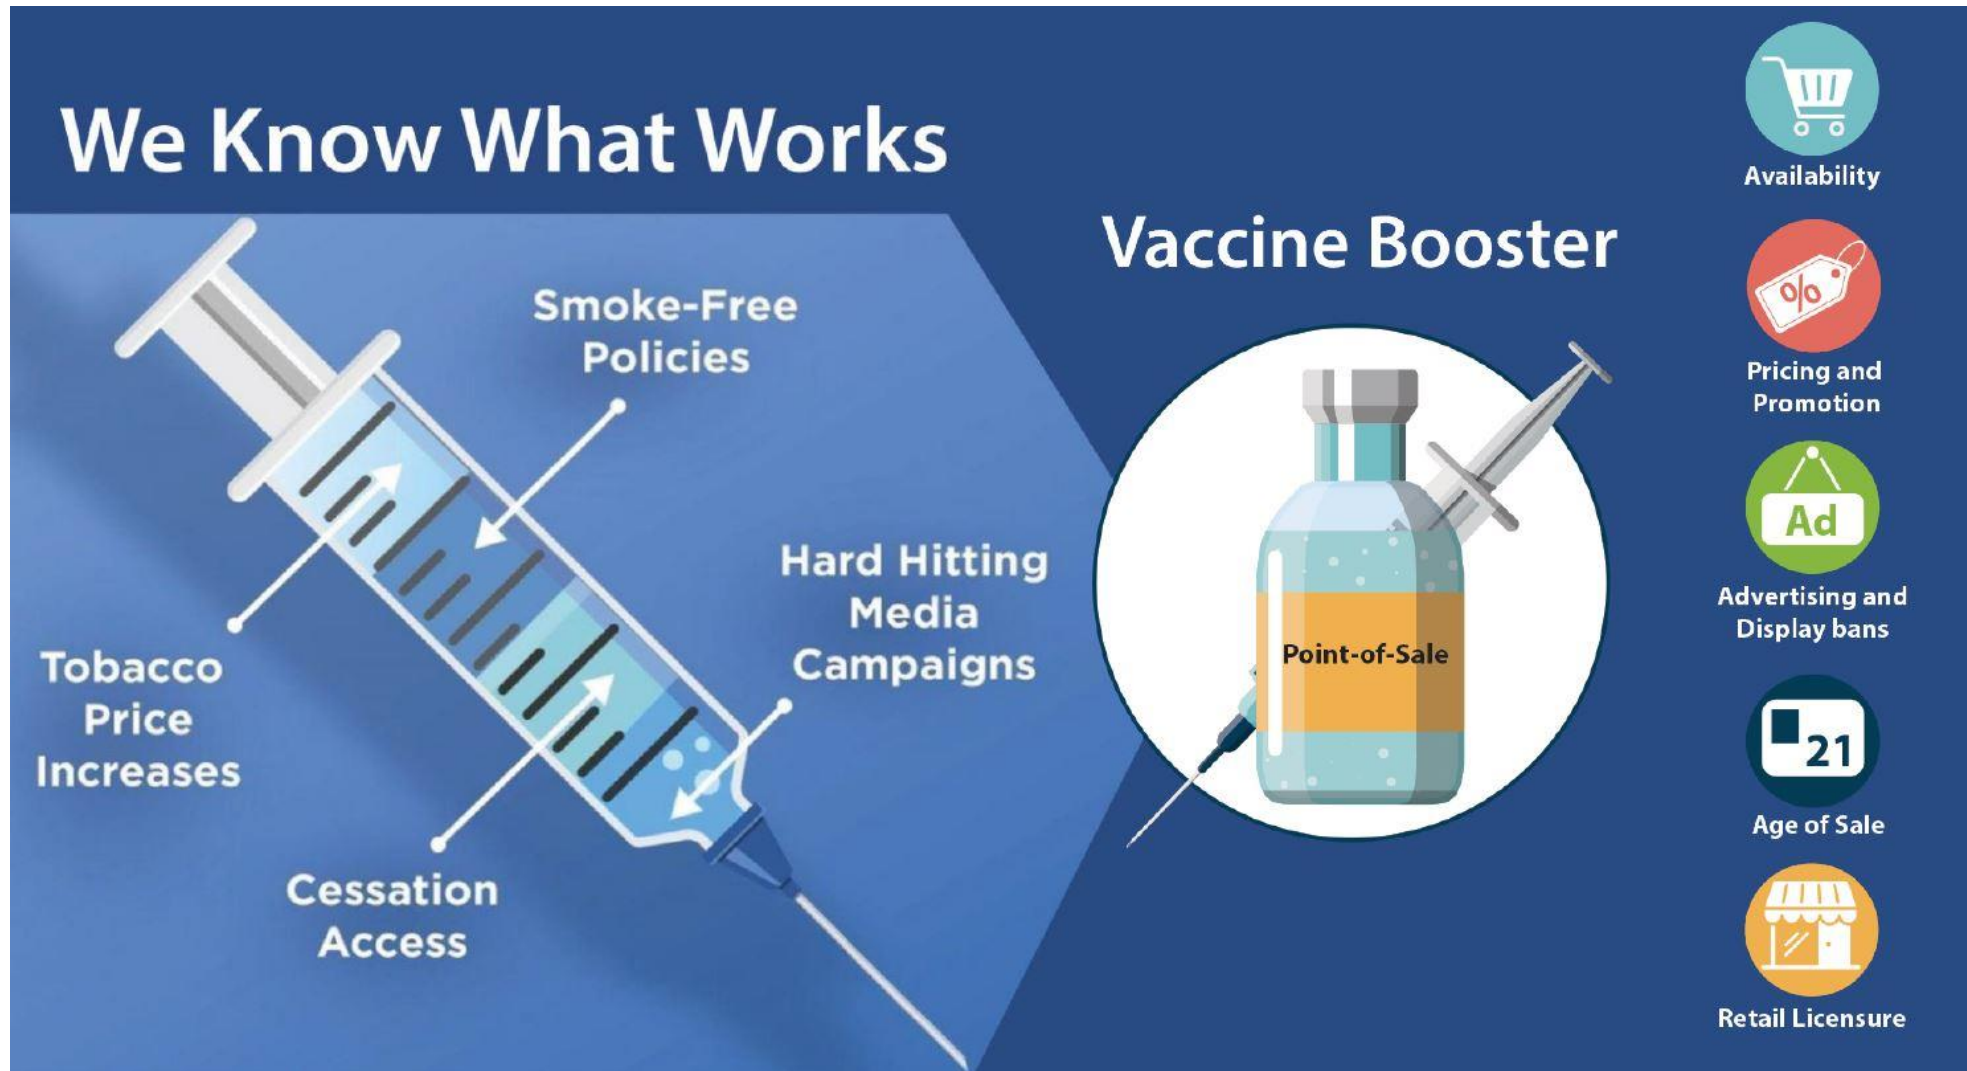 We Know What Works
Smoke-Free
Policies
Hard Hitting
Media
Campaigns
Tobacco
Price
Increases
Cessation
Access
Vaccine Booster
Point-of-Sale
Availability
%
Pricing and
Promotion
Ad
Advertising and
Display bans
21
Age of Sale
Retail Licensure